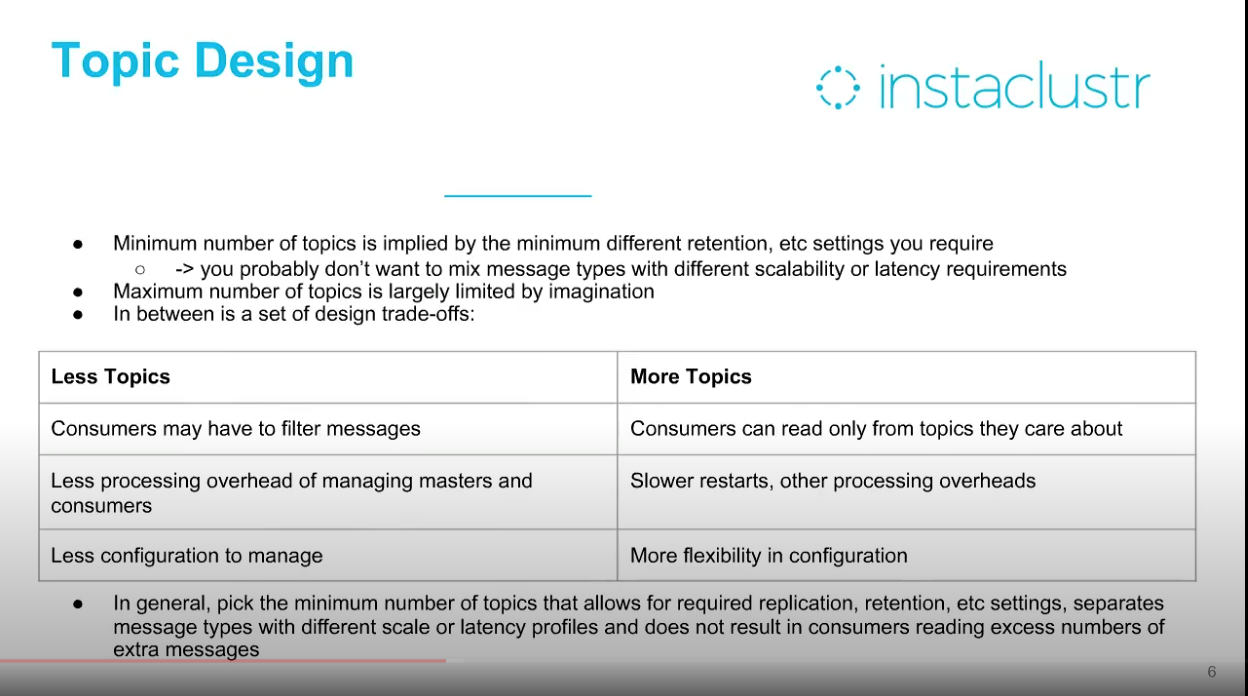 Topic Design
instaclustr
● Minimum number of topics is implied by the minimum different retention, etc settings you require
○ -> you probably don’t want to mix message types with different scalability or latency requirements
● Maximum number of topics is largely limited by imagination
● In between is a set of design trade-offs:
Less Topics
More Topics
Consumers may have to filter messages
Consumers can read only from topics they care about
Less processing overhead of managing masters and
consumers
Slower restarts, other processing overheads
Less configuration to manage
More flexibility in configuration
● In general, pick the minimum number of topics that allows for required replication, retention, etc settings, separates
message types with different scale or latency profiles and does not result in consumers reading excess numbers of
extra messages
6